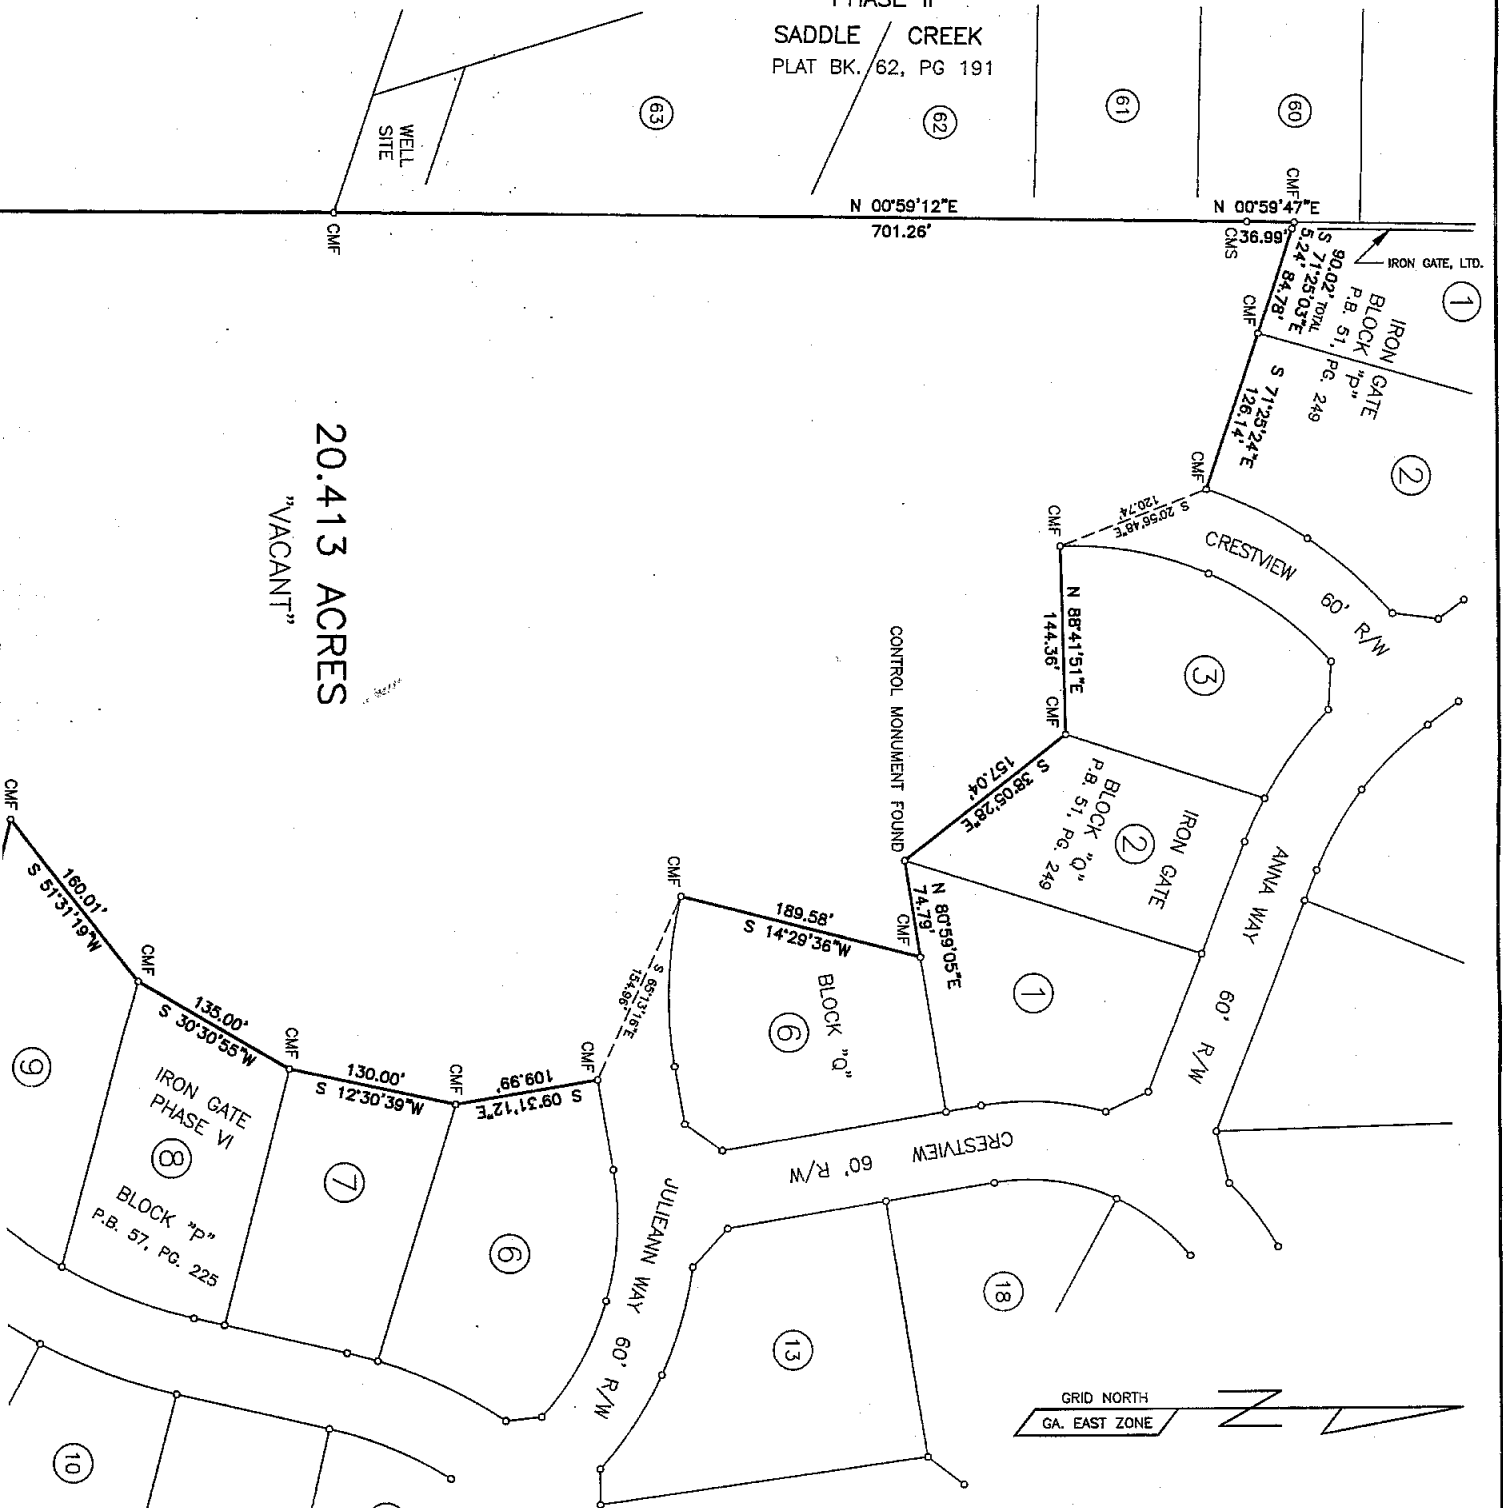 PHASE II
SADDLE CREEK
PLAT BK. 62, PG 191
63
62
61
60
WELL
SITE
CMF
N 00°59'12"E
701.26'
N 00°59'47"E
36.99'
CMS
CMF
CMF
IRON GATE, LTD.
90.02' TOTAL
S 71°25'03"E
5.24' 84.78'
IRON GATE
BLOCK "P"
P.B. 51, PG. 249
1
2
CMF
S 71°25'24"E
126.14'
CMF
S 20°56'48"E
120.74'
CMF
CRESTVIEW 60' R/W
N 88°41'51"E
144.36'
CMF
3
CONTROL MONUMENT FOUND
S 38°05'28"E
157.04'
IRON GATE
2
BLOCK "Q"
P.B. 51, PG. 249
ANNA WAY 60' R/W
N 80°59'05"E
74.79'
CMF
1
189.58'
S 14°29'36"W
CMF
BLOCK "Q"
6
S 65°13'16"E
154.96'
CMF
CRESTVIEW 60' R/W
20.413 ACRES
"VACANT"
CMF
160.01'
S 51°31'19"W
CMF
135.00'
S 30°30'55"W
CMF
130.00'
S 12°30'39"W
CMF
109.99'
S 09°31'12"E
9
IRON GATE
PHASE VI
8
BLOCK "P"
P.B. 57, PG. 225
7
6
JULIEANN WAY 60' R/W
13
18
10
GRID NORTH
GA. EAST ZONE
N